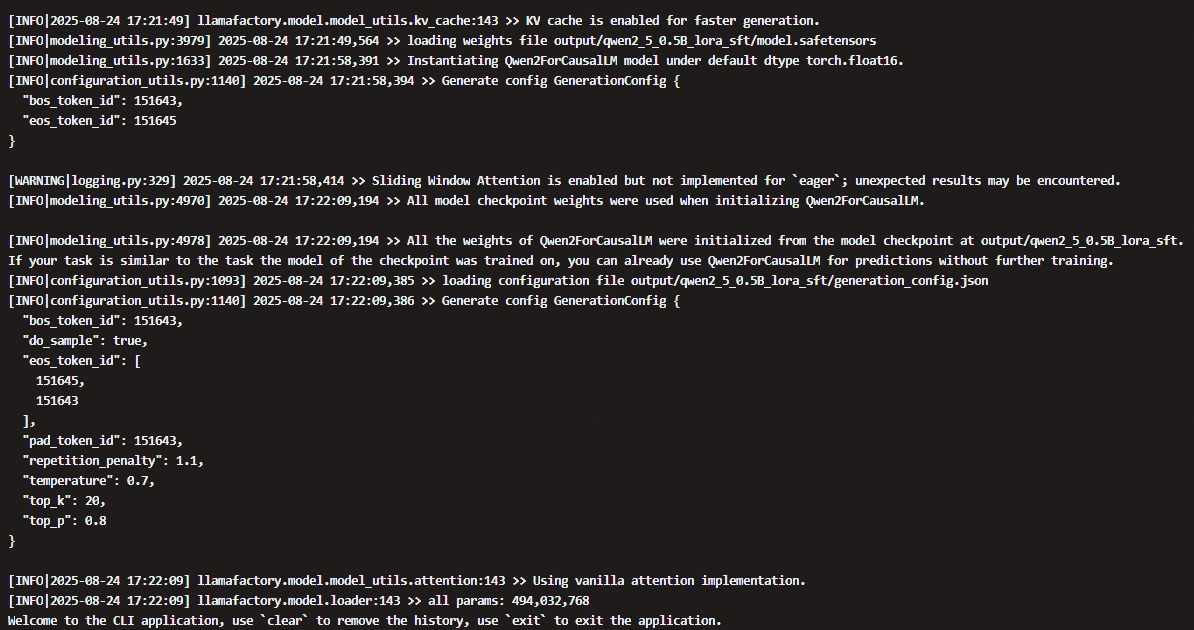 [INFO|2025-08-24 17:21:49] llamafactory.model.model_utils.kv_cache:143 >> KV cache is enabled for faster generation.
[INFO|modeling_utils.py:3979] 2025-08-24 17:21:49,564 >> loading weights file output/qwen2_5_0.5B_lora_sft/model.safetensors
[INFO|modeling_utils.py:1633] 2025-08-24 17:21:58,391 >> Instantiating Qwen2ForCausalLM model under default dtype torch.float16.
[INFO|configuration_utils.py:1140] 2025-08-24 17:21:58,394 >> Generate config GenerationConfig {
  "bos_token_id": 151643,
  "eos_token_id": 151645
}
[WARNING|logging.py:329] 2025-08-24 17:21:58,414 >> Sliding Window Attention is enabled but not implemented for `eager`; unexpected results may be encountered.
[INFO|modeling_utils.py:4970] 2025-08-24 17:22:09,194 >> All model checkpoint weights were used when initializing Qwen2ForCausalLM.
[INFO|modeling_utils.py:4978] 2025-08-24 17:22:09,194 >> All the weights of Qwen2ForCausalLM were initialized from the model checkpoint at output/qwen2_5_0.5B_lora_sft.
If your task is similar to the task the model of the checkpoint was trained on, you can already use Qwen2ForCausalLM for predictions without further training.
[INFO|configuration_utils.py:1093] 2025-08-24 17:22:09,385 >> loading configuration file output/qwen2_5_0.5B_lora_sft/generation_config.json
[INFO|configuration_utils.py:1140] 2025-08-24 17:22:09,386 >> Generate config GenerationConfig {
  "bos_token_id": 151643,
  "do_sample": true,
  "eos_token_id": [
    151645,
    151643
  ],
  "pad_token_id": 151643,
  "repetition_penalty": 1.1,
  "temperature": 0.7,
  "top_k": 20,
  "top_p": 0.8
}
[INFO|2025-08-24 17:22:09] llamafactory.model.model_utils.attention:143 >> Using vanilla attention implementation.
[INFO|2025-08-24 17:22:09] llamafactory.model.loader:143 >> all params: 494,032,768
Welcome to the CLI application, use `clear` to remove the history, use `exit` to exit the application.